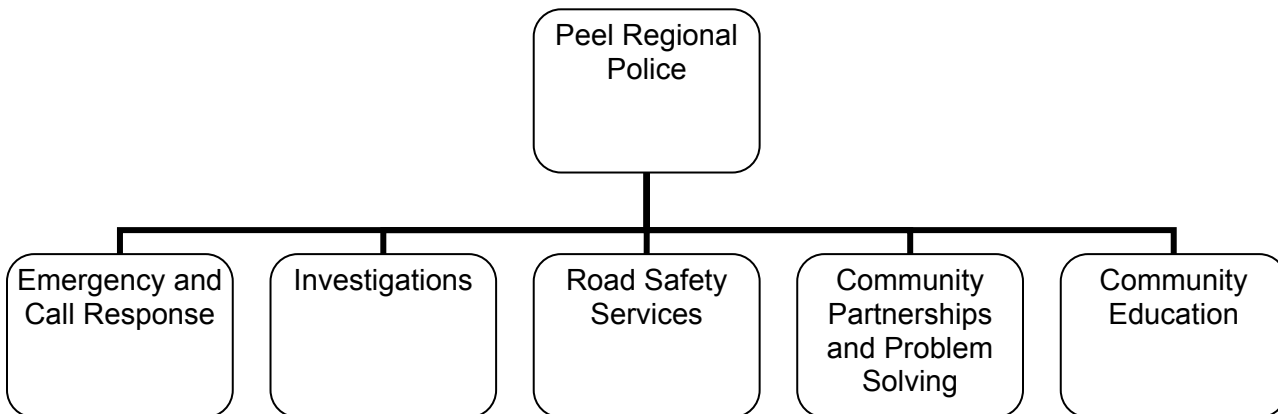 Peel Regional
Police
Emergency and
Call Response
Investigations
Road Safety
Services
Community
Partnerships
and Problem
Solving
Community
Education